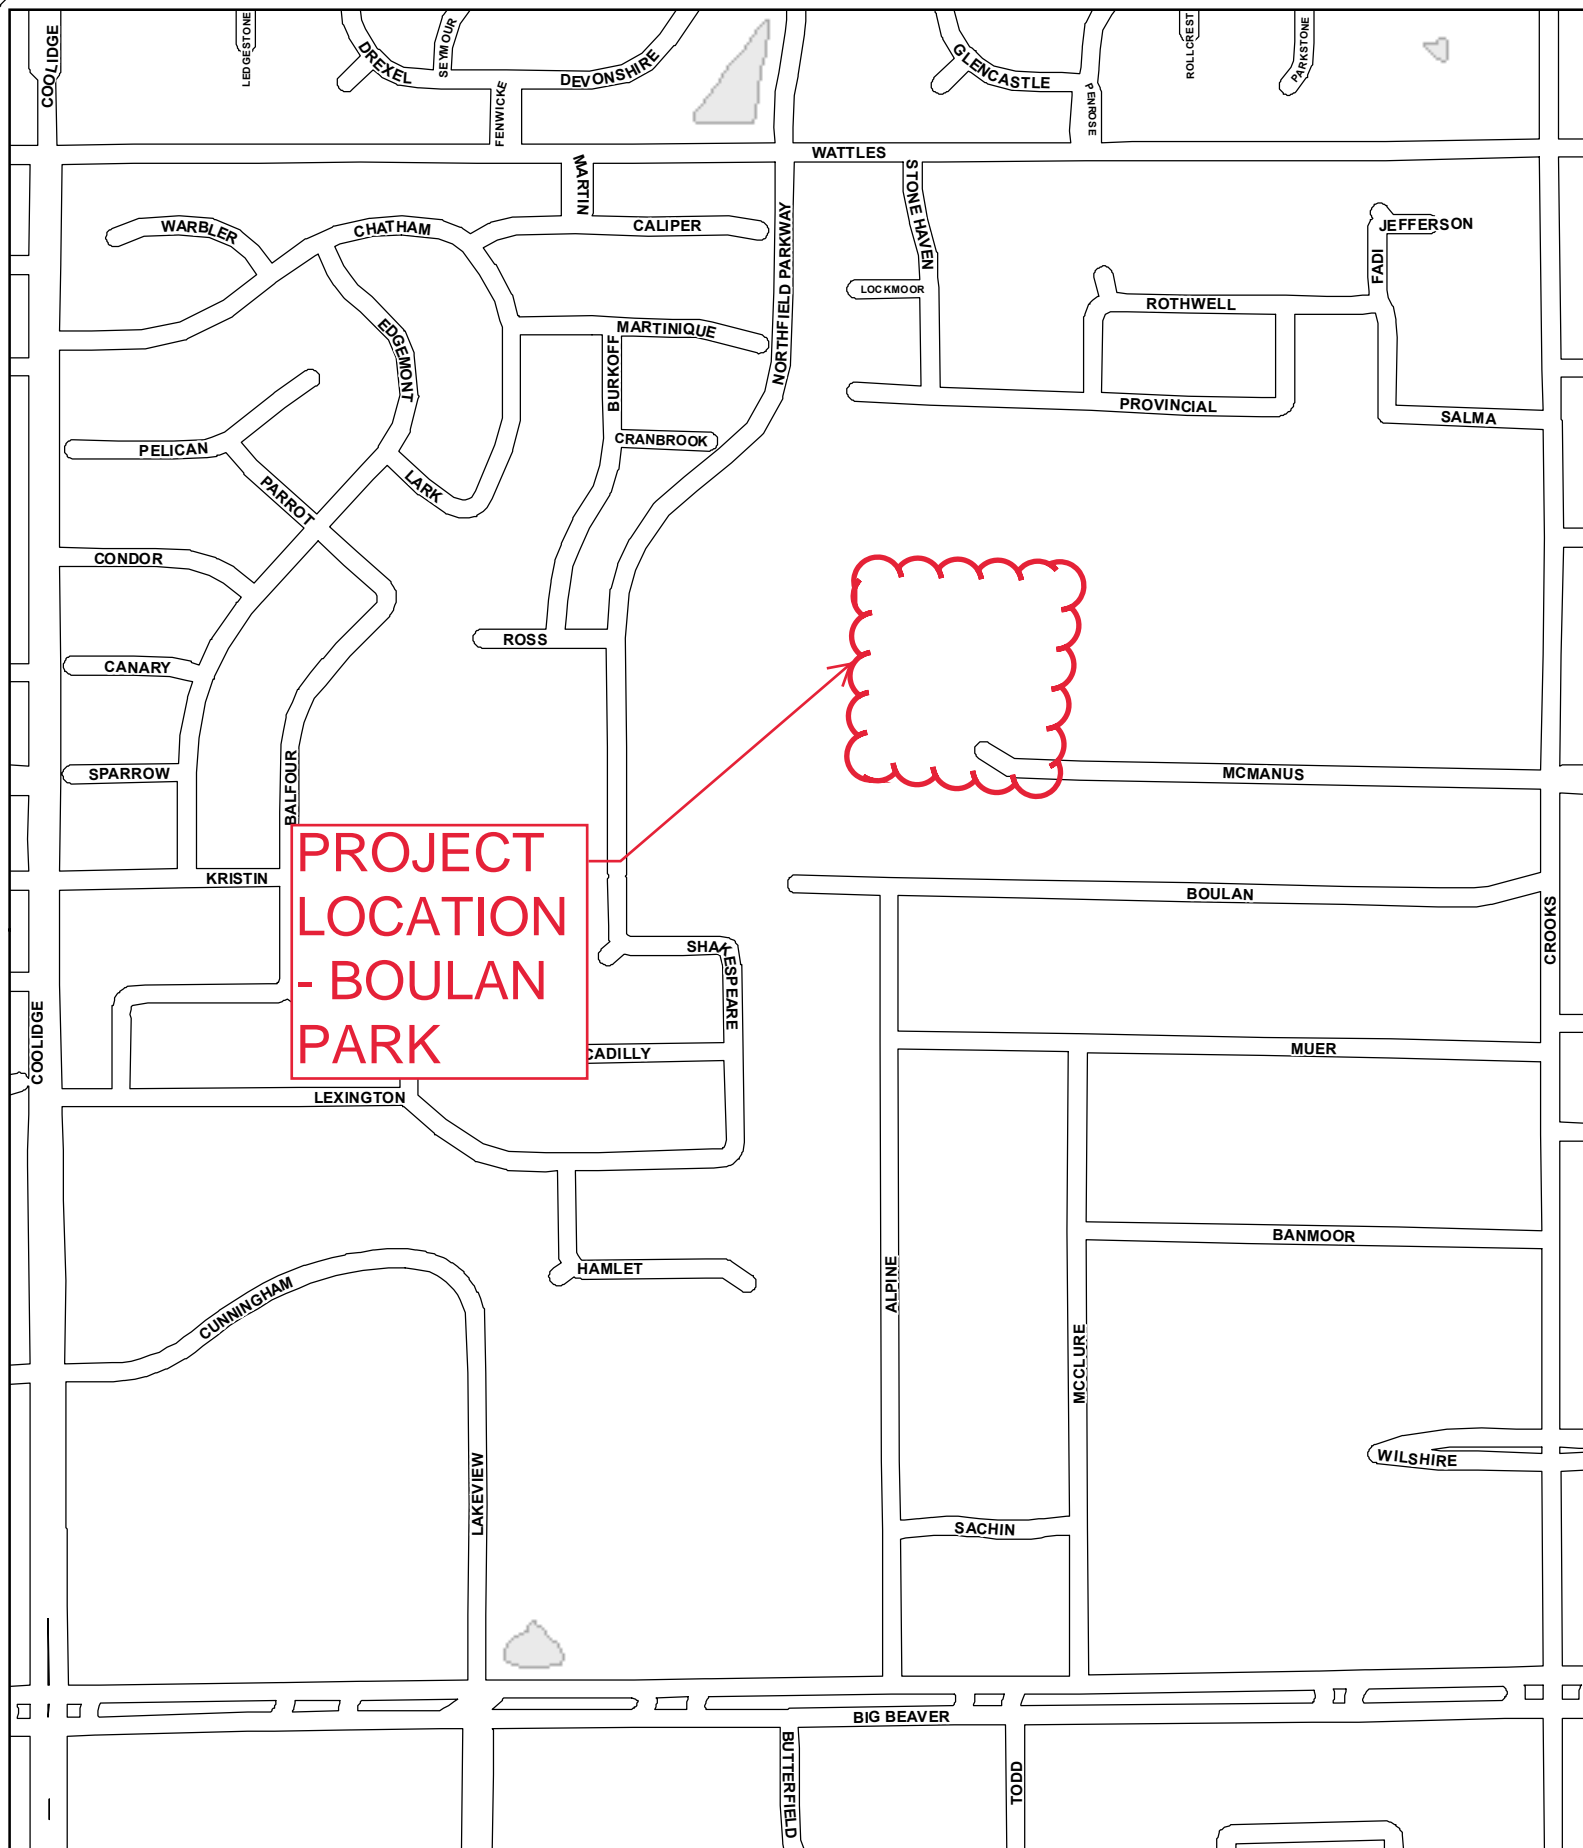 COOLIDGE
LEDGESTONE
DREXEL
SEYMOUR
FENWICKE
DEVONSHIRE
GLENCASTLE
PENROSE
ROLLCREST
PARKSTONE
WATTLES
MARTIN
STONE HAVEN
WARBLER
CHATHAM
CALIPER
NORTHFIELD PARKWAY
JEFFERSON
FADI
LOCKMOOR
ROTHWELL
EDGEMONT
MARTINIQUE
BURKOFF
PROVINCIAL
SALMA
CRANBROOK
PELICAN
PARROT
LARK
CONDOR
ROSS
CANARY
SPARROW
BALFOUR
MCMANUS
KRISTIN
PROJECT
LOCATION
- BOULAN
PARK
BOULAN
CROOKS
SHAKESPEARE
COOLIDGE
CADILLY
MUER
LEXINGTON
BANMOOR
HAMLET
ALPINE
CUNNINGHAM
MCCLURE
WILSHIRE
LAKEVIEW
SACHIN
BIG BEAVER
BUTTERFIELD
TODD